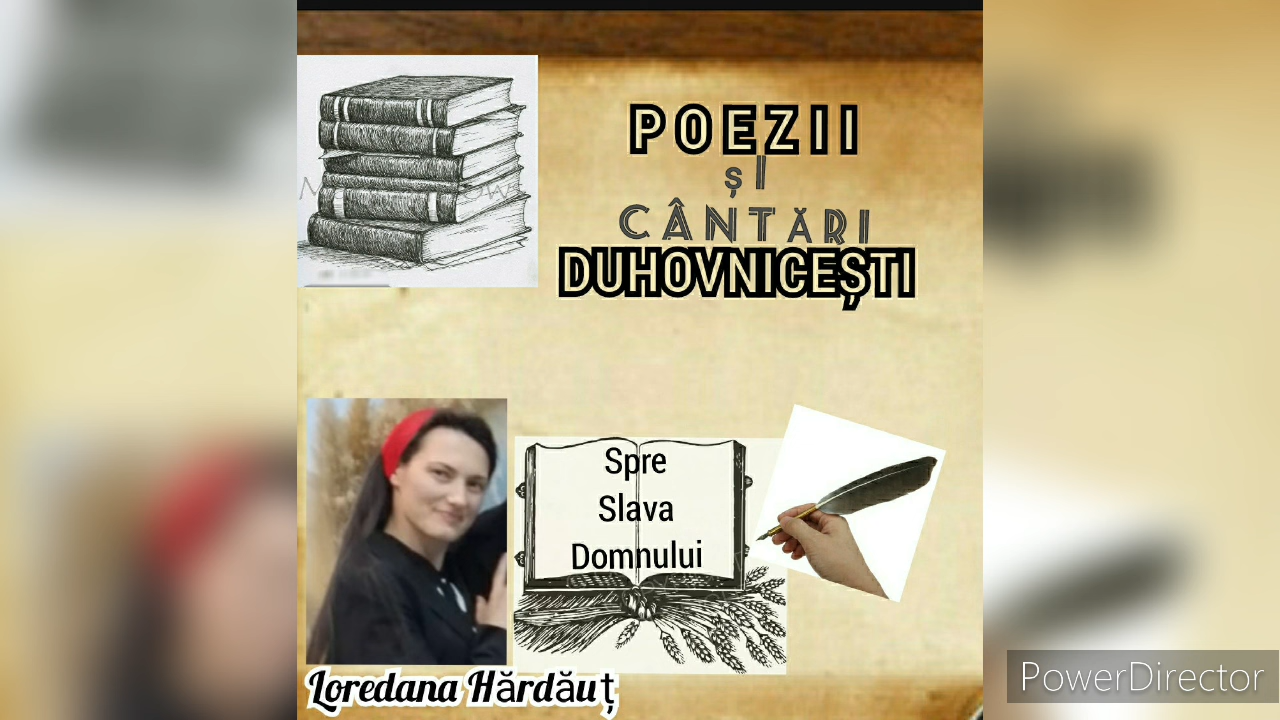 POEZII
șI
CÂNTĂRI
DUHOVNICEȘTI
Spre
Slava
Domnului
Loredana Hărdăuț
PowerDirector